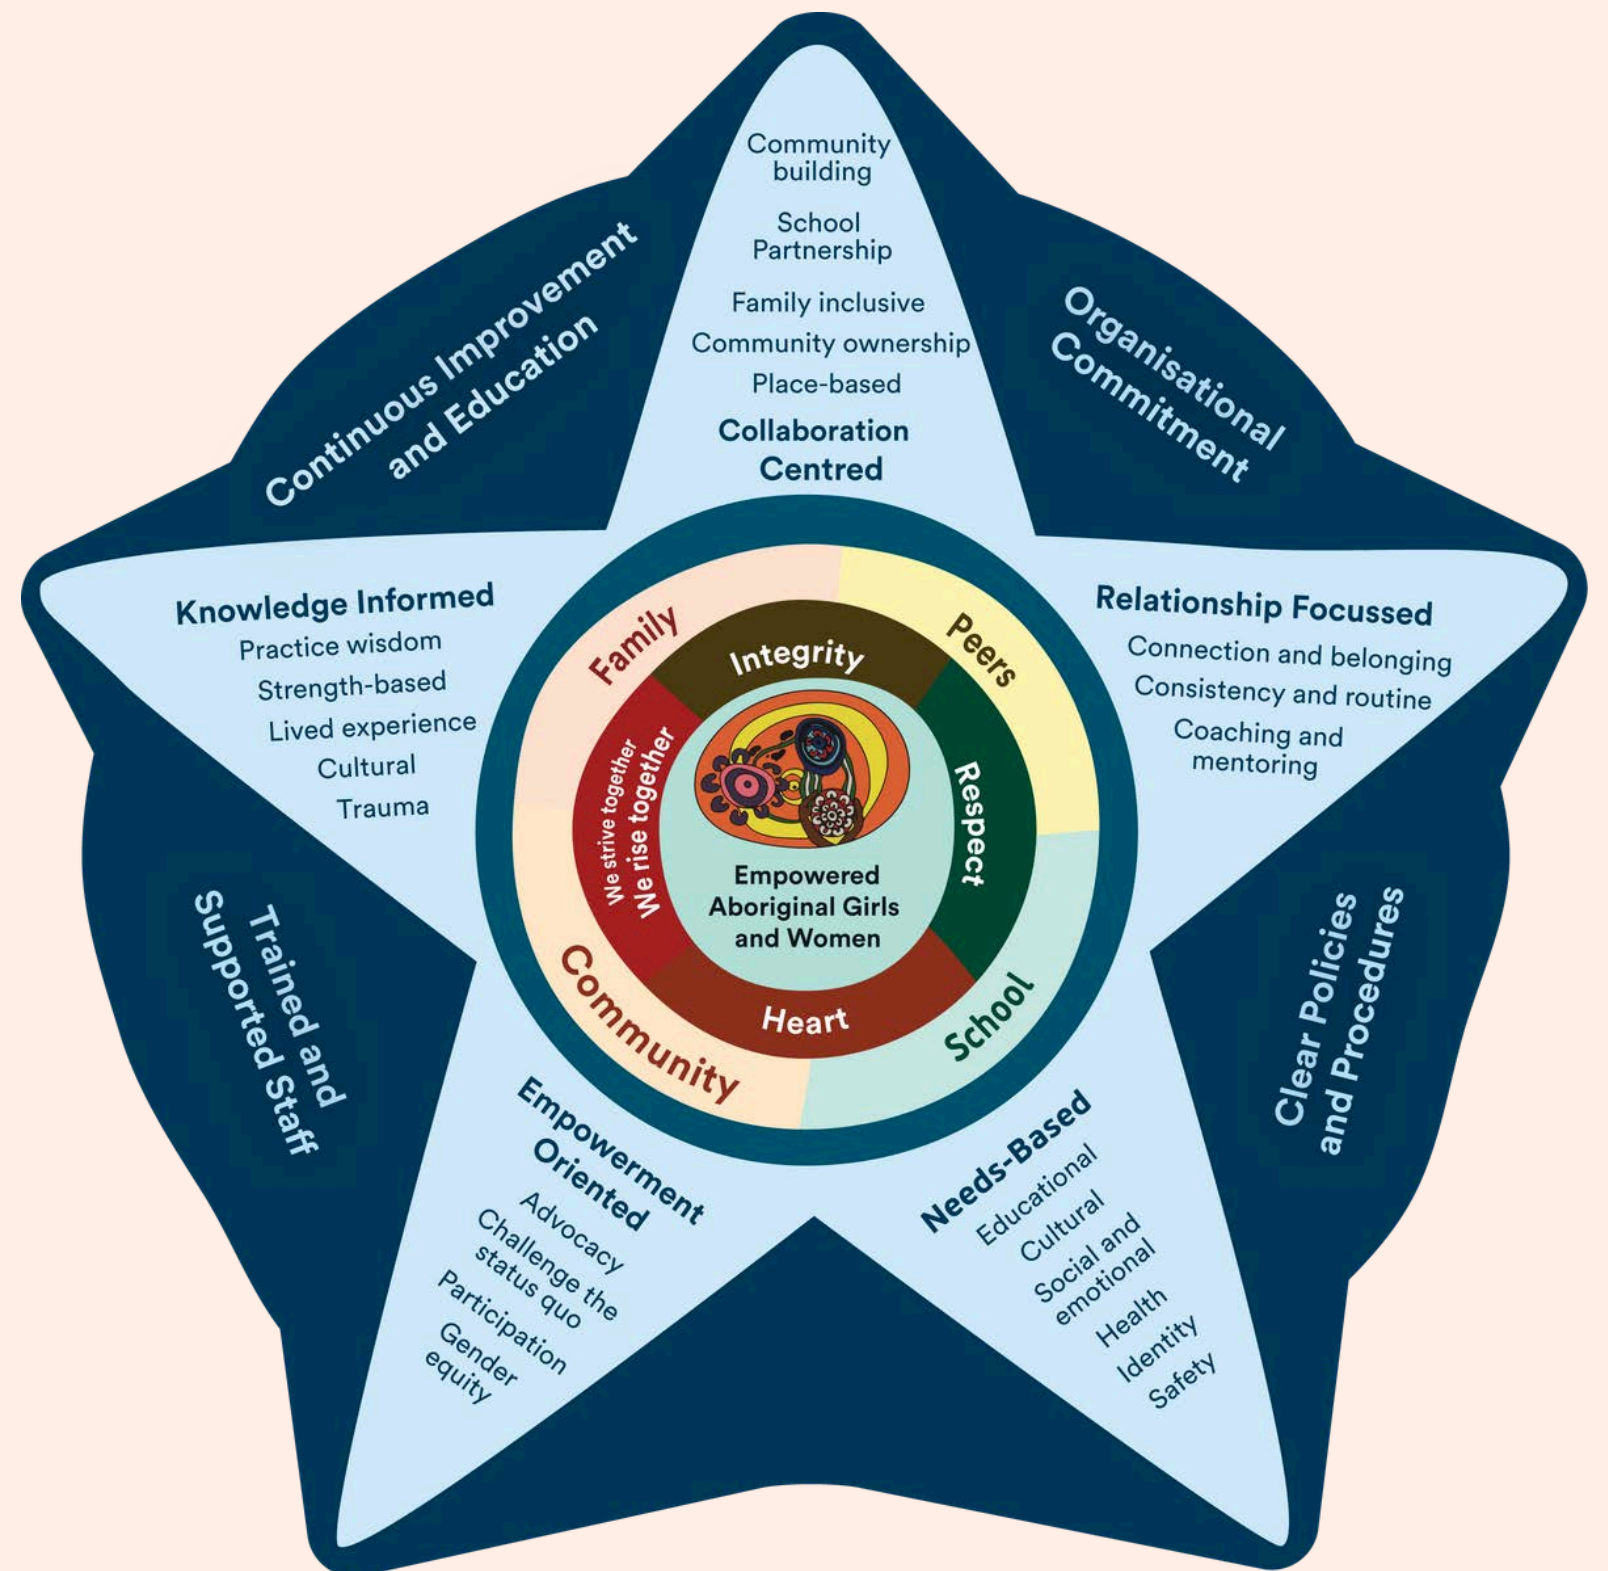 Community
building
School
Partnership
Family inclusive
Community ownership
Place-based
Collaboration
Centred
Continuous Improvement
and Education
Organisational
Commitment
Knowledge Informed
Practice wisdom
Strength-based
Lived experience
Cultural
Trauma
Relationship Focussed
Connection and belonging
Consistency and routine
Coaching and
mentoring
Family
Peers
School
Community
Integrity
Respect
Heart
We strive together
We rise together
Empowered
Aboriginal Girls
and Women
Trained and
Supported Staff
Clear Policies
and Procedures
Empowerment
Oriented
Advocacy
Challenge the
status quo
Participation
Gender
equity
Needs-Based
Educational
Cultural
Social and
emotional
Health
Identity
Safety